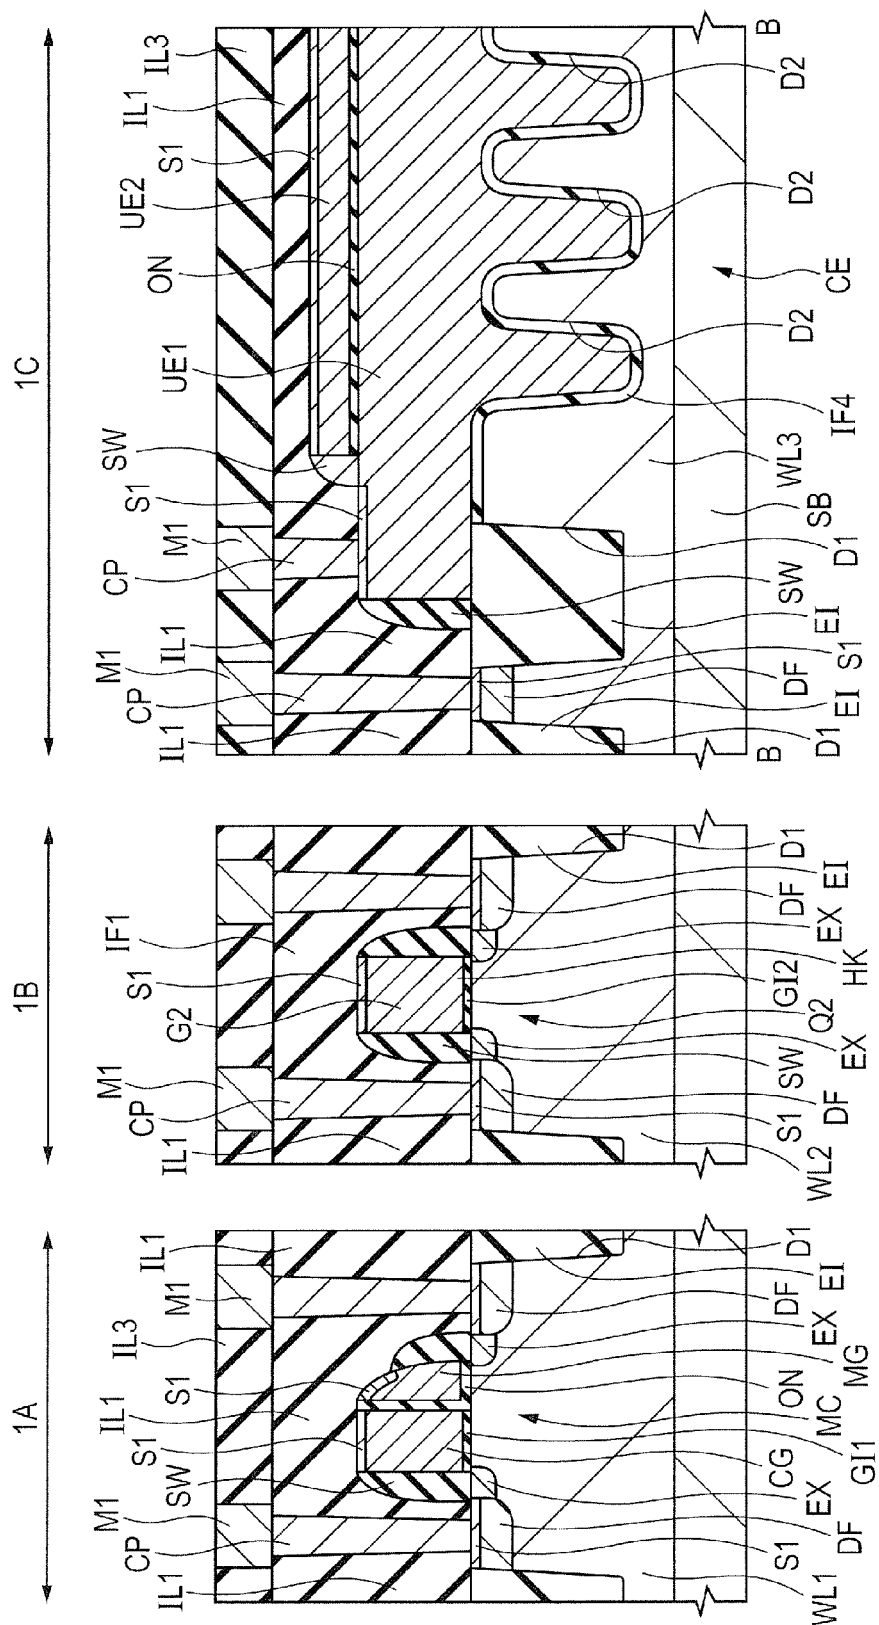 1A
IL1
CP
M1
SW
S1
IL1
S1
IL3
M1
IL1
WL1
S1
DF
EX
CG
GI1
MC
ON
MG
EX
DF
EI
D1
1B
IL1
CP
M1
G2
S1
IF1
WL2
S1
DF
SW
EX
Q2
GI2
HK
EX
DF
EI
D1
1C
IL1
CP
M1
IL1
CP
M1
S1
SW
UE1
ON
UE2
S1
IL1
IL3
B
D1
EI
DF
S1
EI
SW
D1
SB
WL3
IF4
D2
CE
D2
D2
B